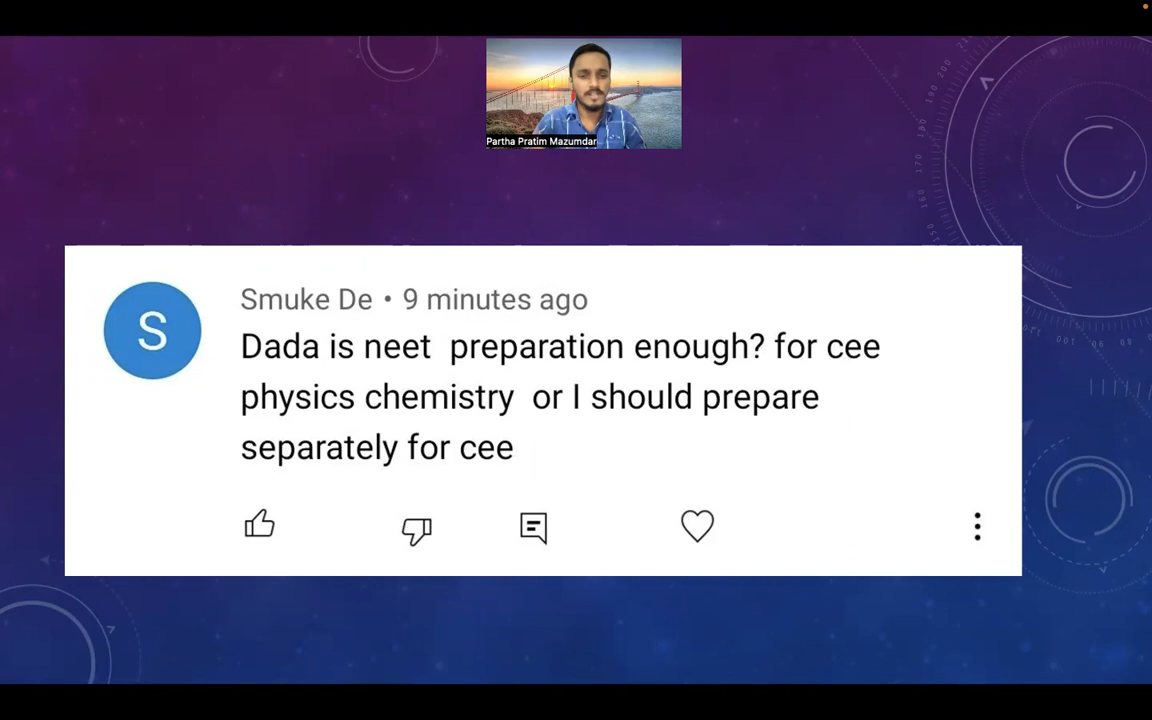 Partha Pratim Mazumdar
Smuke De • 9 minutes ago
S
Dada is neet  preparation enough? for cee
physics chemistry  or I should prepare
separately for cee